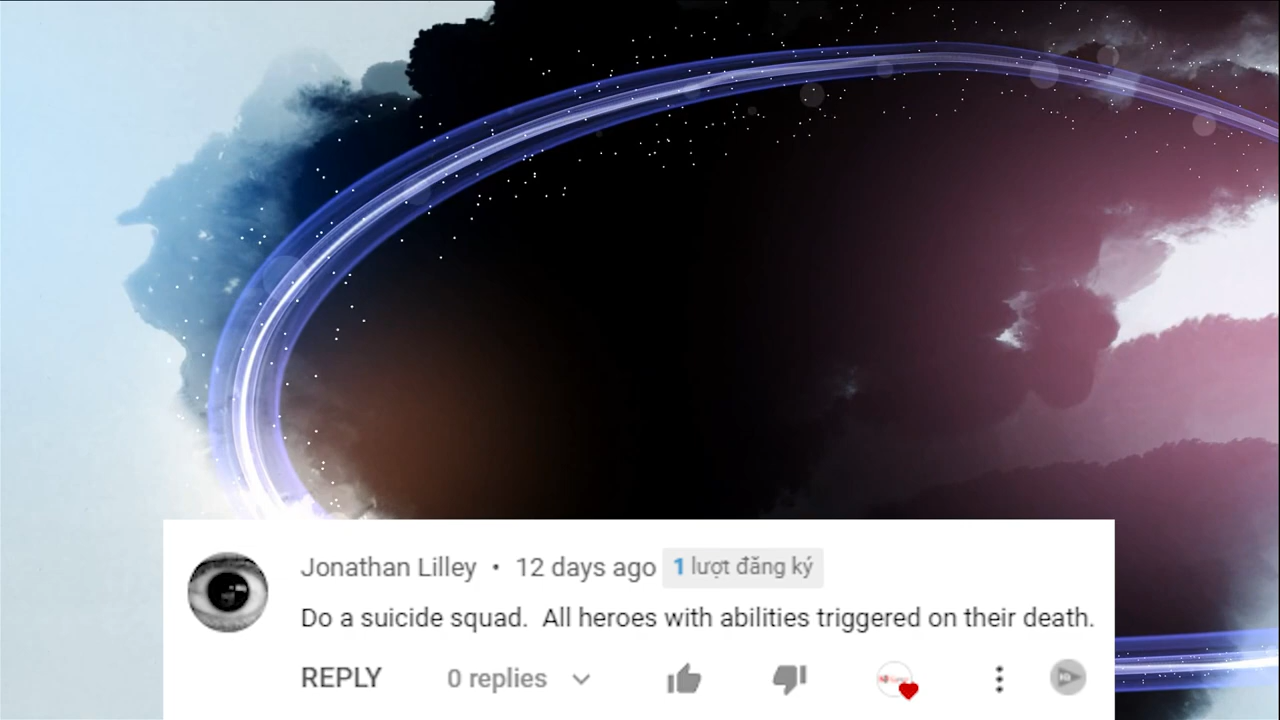 Jonathan Lilley • 12 days ago 1 lượt đăng ký
Do a suicide squad. All heroes with abilities triggered on their death.
REPLY 0 replies